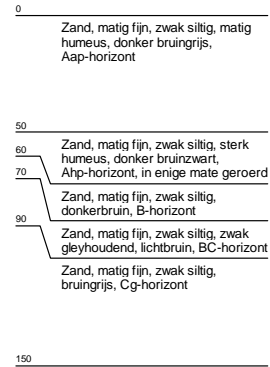 0
Zand, matig fijn, zwak siltig, matig
humeus, donker bruingrijs,
Aap-horizont
50
Zand, matig fijn, zwak siltig, sterk
humeus, donker bruinzwart,
Ahp-horizont, in enige mate geroerd
60
Zand, matig fijn, zwak siltig,
donkerbruin, B-horizont
70
Zand, matig fijn, zwak siltig, zwak
gleyhoudend, lichtbruin, BC-horizont
90
Zand, matig fijn, zwak siltig,
bruingrijs, Cg-horizont
150